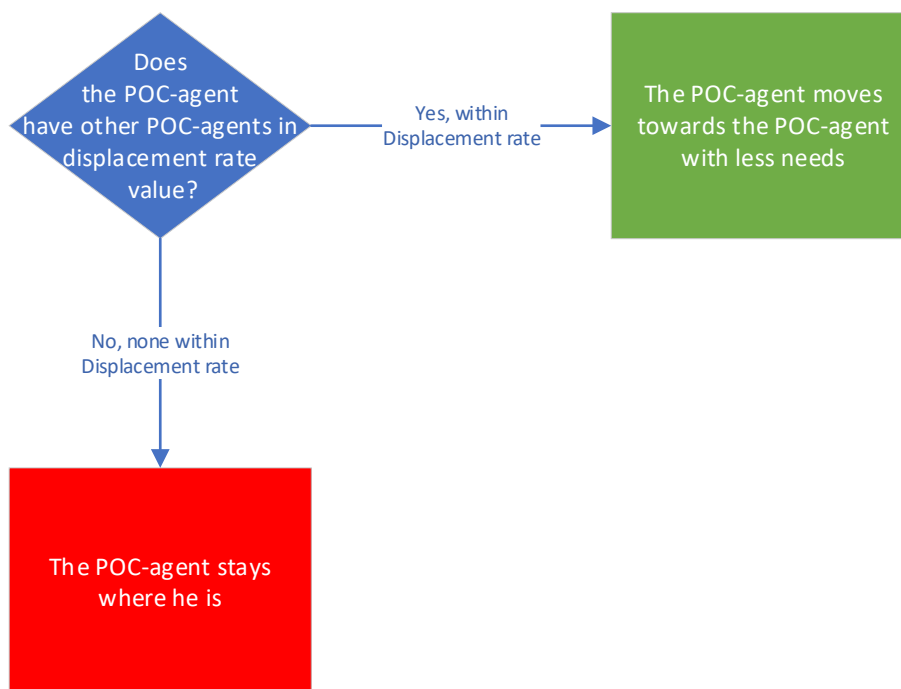 Does
the POC-agent
have other POC-agents in
displacement rate
value?
Yes, within
Displacement rate
The POC-agent moves
towards the POC-agent
with less needs
No, none within
Displacement rate
The POC-agent stays
where he is